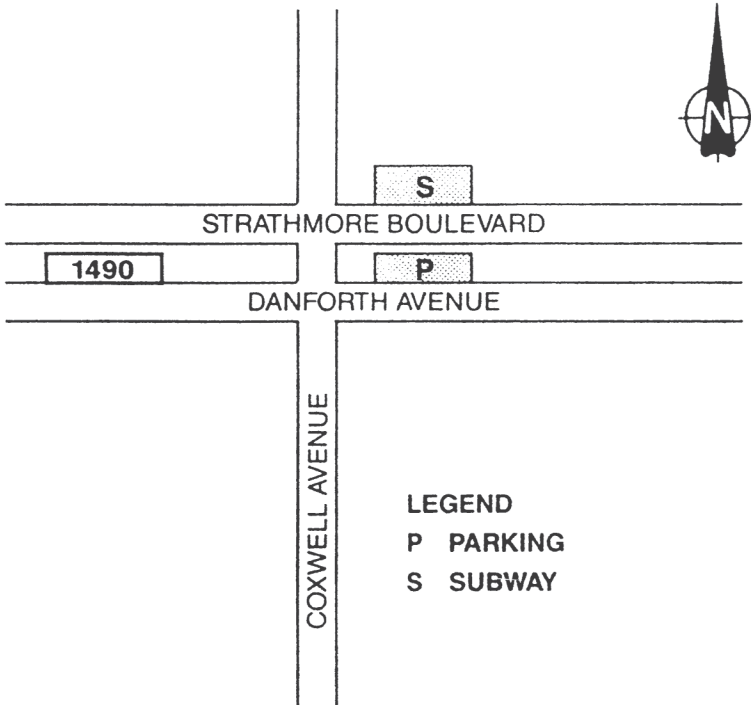 N
S
STRATHMORE BOULEVARD
1490
P
DANFORTH AVENUE
COXWELL AVENUE
LEGEND
P PARKING
S SUBWAY